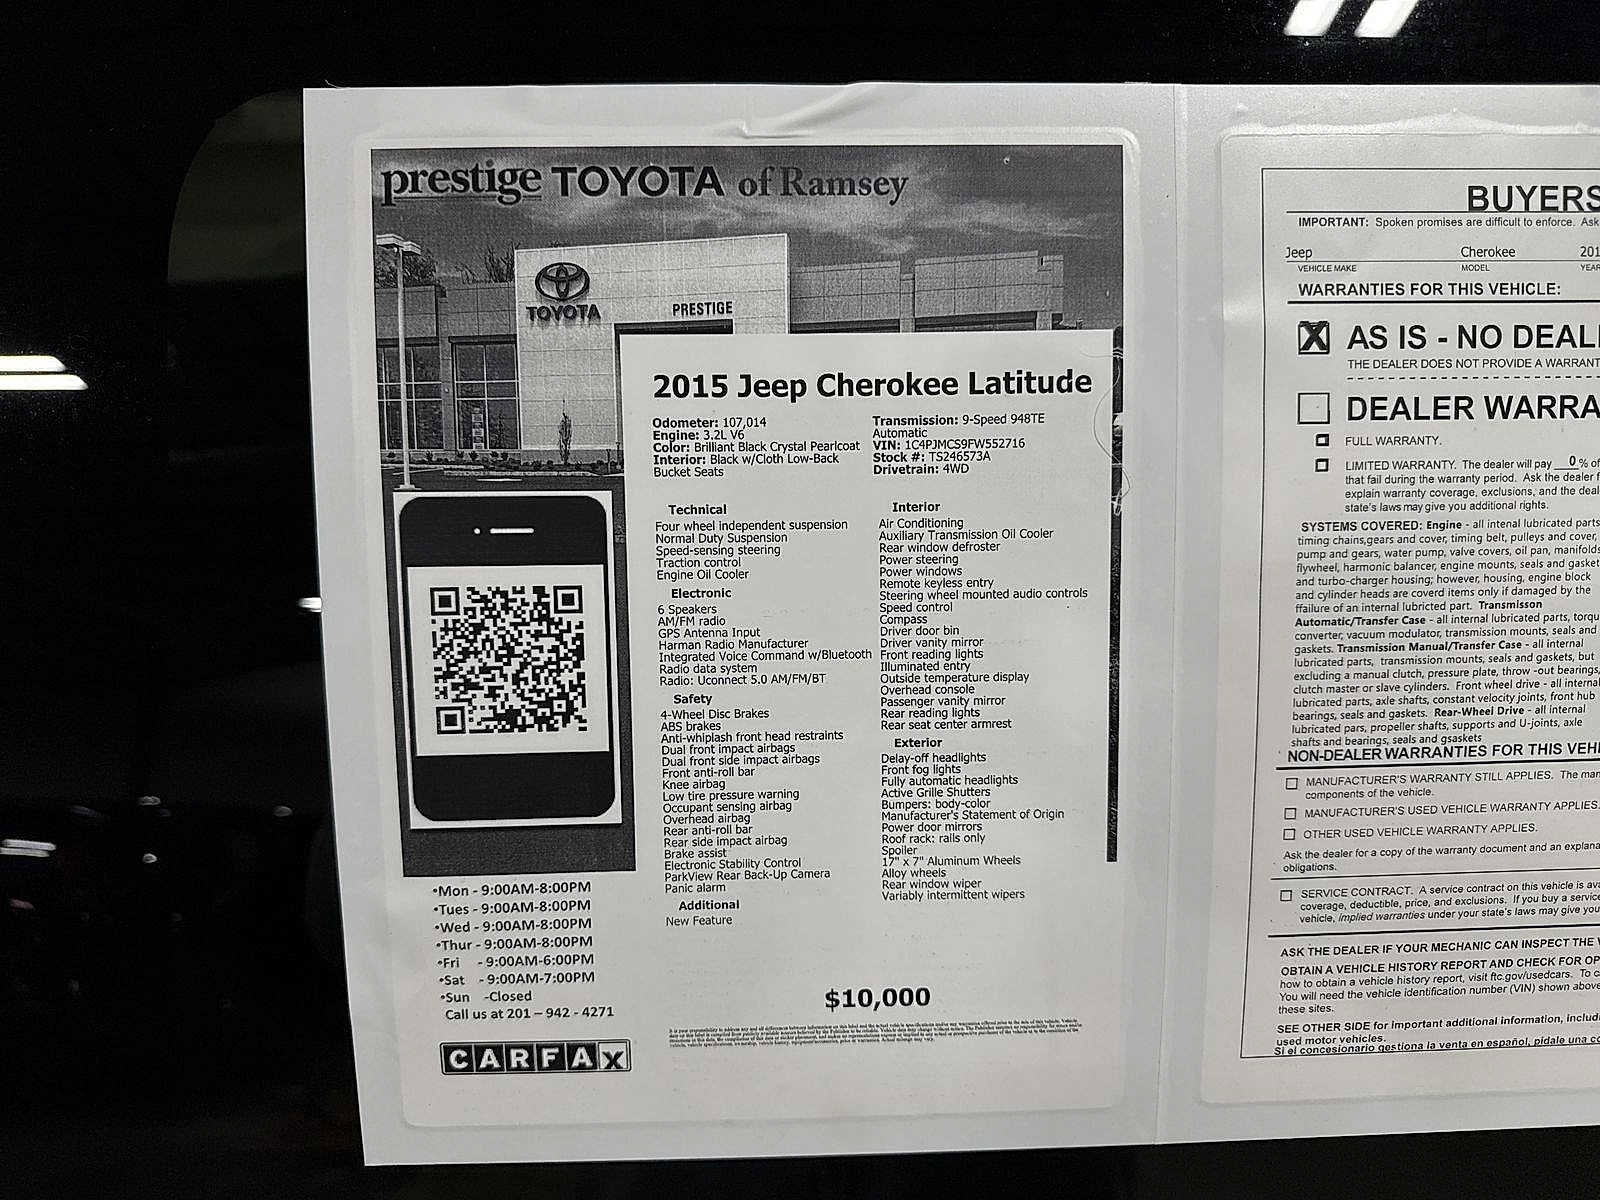 prestige TOYOTA of Ramsey
TOYOTA
PRESTIGE
2015 Jeep Cherokee Latitude
Odometer: 107,014
Engine: 3.2L V6
Color: Brilliant Black Crystal Pearlcoat
Interior: Black w/Cloth Low-Back
Bucket Seats
Transmission: 9-Speed 948TE
Automatic
VIN: 1C4PJMCS9FW552716
Stock #: TS246573A
Drivetrain: 4WD
Technical
Four wheel independent suspension
Normal Duty Suspension
Speed-sensing steering
Traction control
Engine Oil Cooler
Electronic
6 Speakers
AM/FM radio
GPS Antenna Input
Harman Radio Manufacturer
Integrated Voice Command w/Bluetooth
Radio data system
Radio: Uconnect 5.0 AM/FM/BT
Safety
4-Wheel Disc Brakes
ABS brakes
Anti-whiplash front head restraints
Dual front impact airbags
Dual front side impact airbags
Front anti-roll bar
Knee airbag
Low tire pressure warning
Occupant sensing airbag
Overhead airbag
Rear anti-roll bar
Rear side impact airbag
Brake assist
Electronic Stability Control
ParkView Rear Back-Up Camera
Panic alarm
Additional
New Feature
Interior
Air Conditioning
Auxiliary Transmission Oil Cooler
Rear window defroster
Power steering
Power windows
Remote keyless entry
Steering wheel mounted audio controls
Speed control
Compass
Driver door bin
Driver vanity mirror
Front reading lights
Illuminated entry
Outside temperature display
Overhead console
Passenger vanity mirror
Rear reading lights
Rear seat center armrest
Exterior
Delay-off headlights
Front fog lights
Fully automatic headlights
Active Grille Shutters
Bumpers: body-color
Manufacturer's Statement of Origin
Power door mirrors
Roof rack: rails only
Spoiler
17" x 7" Aluminum Wheels
Alloy wheels
Rear window wiper
Variably intermittent wipers
$10,000
•Mon - 9:00AM-8:00PM
•Tues - 9:00AM-8:00PM
•Wed - 9:00AM-8:00PM
•Thur - 9:00AM-8:00PM
•Fri - 9:00AM-6:00PM
•Sat - 9:00AM-7:00PM
•Sun -Closed
Call us at 201 – 942 - 4271
CARFAX
BUYERS
IMPORTANT: Spoken promises are difficult to enforce. Ask
Jeep Cherokee 201
VEHICLE MAKE MODEL YEAR
WARRANTIES FOR THIS VEHICLE:
X AS IS - NO DEAL
THE DEALER DOES NOT PROVIDE A WARRANT
DEALER WARRA
FULL WARRANTY.
LIMITED WARRANTY. The dealer will pay 0 % of
that fail during the warranty period. Ask the dealer f
explain warranty coverage, exclusions, and the deal
state's laws may give you additional rights.
SYSTEMS COVERED: Engine - all intenal lubricated parts
timing chains,gears and cover, timing belt, pulleys and cover,
pump and gears, water pump, valve covers, oil pan, manifolds
flywheel, harmonic balancer, engine mounts, seals and gasket
and turbo-charger housing; however, housing, engine block
and cylinder heads are coverd items only if damaged by the
ffailure of an internal lubricted part. Transmisson
Automatic/Transfer Case - all internal lubricated parts, torqu
converter, vacuum modulator, transmission mounts, seals and
gaskets. Transmission Manual/Transfer Case - all internal
lubricated parts, transmission mounts, seals and gaskets, but
excluding a manual clutch, pressure plate, throw -out bearings,
clutch master or slave cylinders. Front wheel drive - all internal
lubricated parts, axle shafts, constant velocity joints, front hub
bearings, seals and gaskets. Rear-Wheel Drive - all internal
lubricated pars, propeller shafts, supports and U-joints, axle
shafts and bearings, seals and gsaskets
NON-DEALER WARRANTIES FOR THIS VEHI
MANUFACTURER'S WARRANTY STILL APPLIES. The man
components of the vehicle.
MANUFACTURER'S USED VEHICLE WARRANTY APPLIES.
OTHER USED VEHICLE WARRANTY APPLIES.
Ask the dealer for a copy of the warranty document and an explana
obligations.
SERVICE CONTRACT. A service contract on this vehicle is ava
coverage, deductible, price, and exclusions. If you buy a service
vehicle, implied warranties under your state's laws may give you
ASK THE DEALER IF YOUR MECHANIC CAN INSPECT THE V
OBTAIN A VEHICLE HISTORY REPORT AND CHECK FOR OP
how to obtain a vehicle history report, visit ftc.gov/usedcars. To c
You will need the vehicle identification number (VIN) shown above
these sites.
SEE OTHER SIDE for important additional information, includi
used motor vehicles.
Si el concesionario gestiona la venta en español, pidale una co